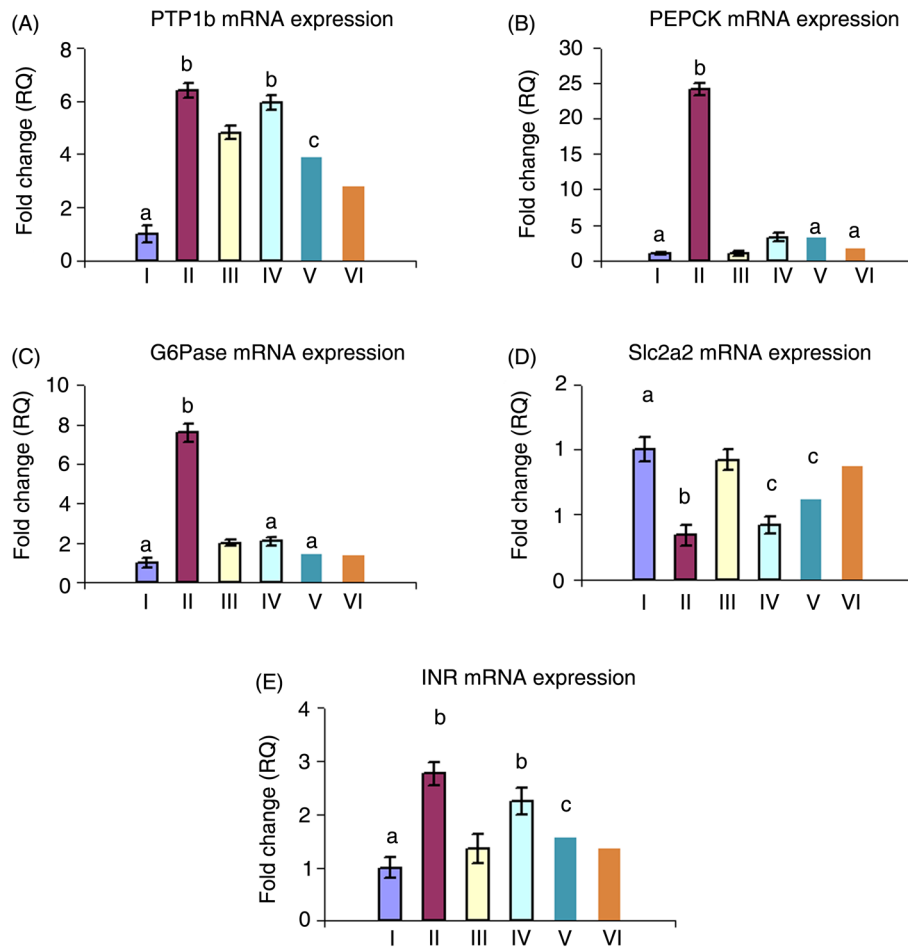 (A)
PTP1b mRNA expression
Fold change (RQ)
8
6
4
2
0
a
b
b
c
I II III IV V VI
(B)
PEPCK mRNA expression
Fold change (RQ)
30
25
20
15
10
5
0
a
b
a
a
I II III IV V VI
(C)
G6Pase mRNA expression
Fold change (RQ)
10
8
6
4
2
0
a
b
a
a
I II III IV V VI
(D)
Slc2a2 mRNA expression
Fold change (RQ)
2
1
1
0
a
b
c
c
I II III IV V VI
(E)
INR mRNA expression
Fold change (RQ)
4
3
2
1
0
a
b
b
c
I II III IV V VI